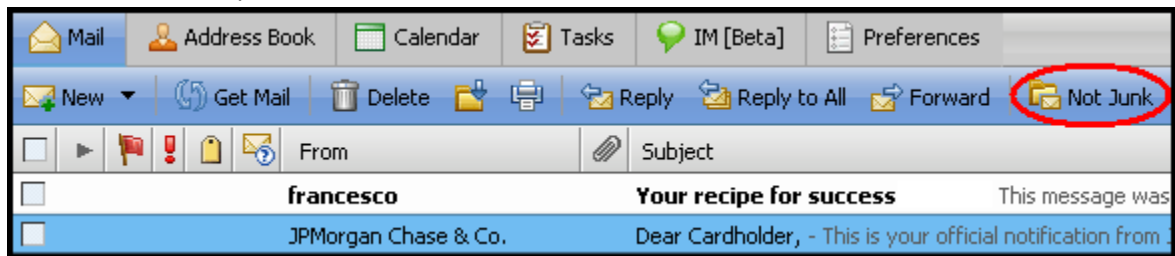 Mail Address Book Calendar Tasks IM [Beta] Preferences
New Get Mail Delete Reply Reply to All Forward Not Junk
From Subject
francesco Your recipe for success This message was
JPMorgan Chase & Co. Dear Cardholder, - This is your official notification from